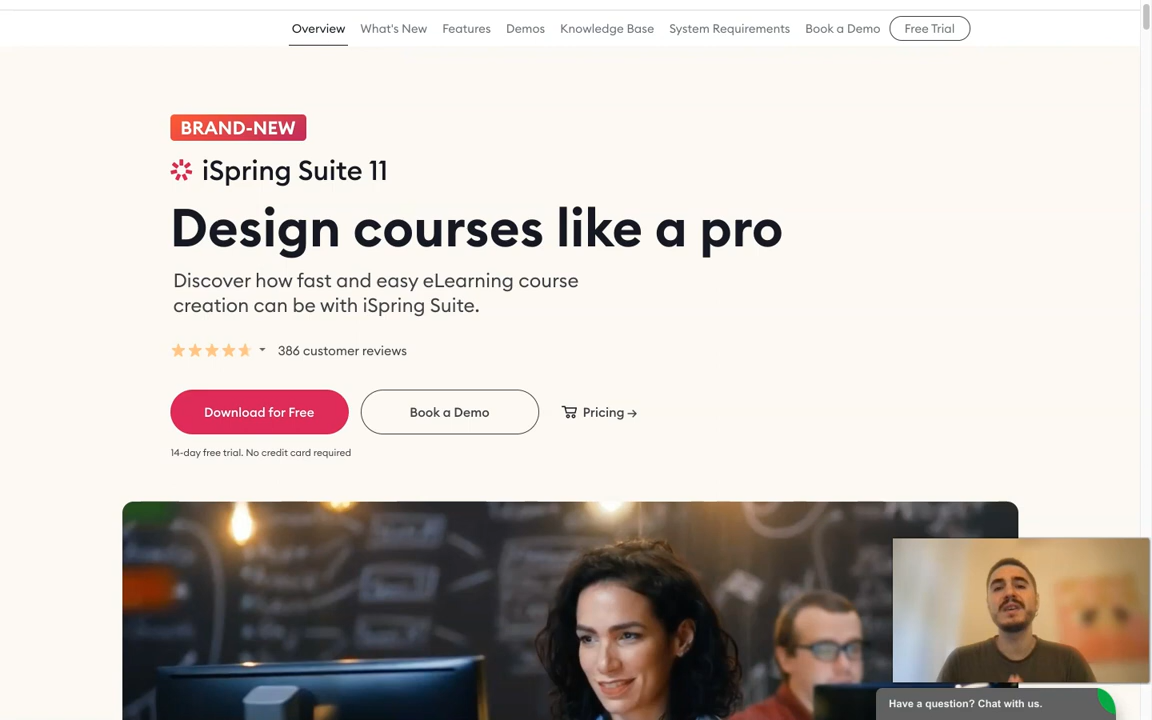 Overview What's New Features Demos Knowledge Base System Requirements Book a Demo Free Trial
BRAND-NEW
iSpring Suite 11
Design courses like a pro
Discover how fast and easy eLearning course
creation can be with iSpring Suite.
386 customer reviews
Download for Free Book a Demo Pricing →
14-day free trial. No credit card required
Have a question? Chat with us.